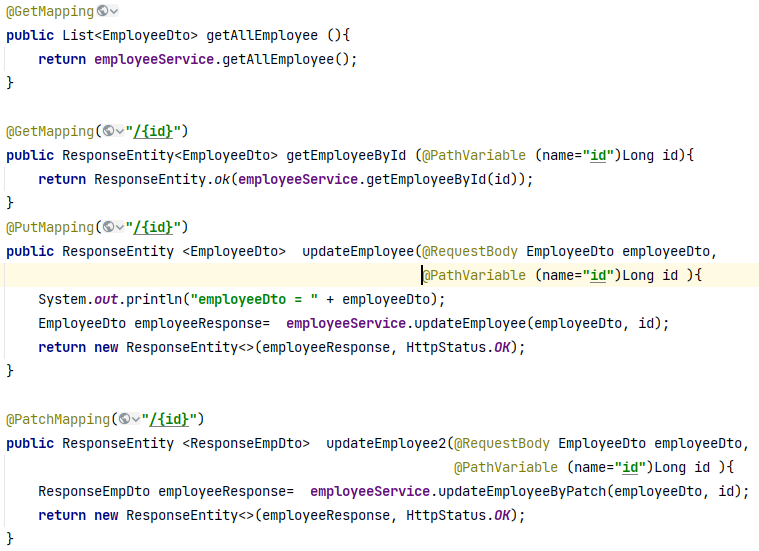 @GetMapping
public List<EmployeeDto> getAllEmployee (){
    return employeeService.getAllEmployee();
}

@GetMapping("/{id}")
public ResponseEntity<EmployeeDto> getEmployeeById (@PathVariable (name="id")Long id){
    return ResponseEntity.ok(employeeService.getEmployeeById(id));
}
@PutMapping("/{id}")
public ResponseEntity <EmployeeDto>  updateEmployee(@RequestBody EmployeeDto employeeDto,
                                                    @PathVariable (name="id")Long id ){
    System.out.println("employeeDto = " + employeeDto);
    EmployeeDto employeeResponse=  employeeService.updateEmployee(employeeDto, id);
    return new ResponseEntity<>(employeeResponse, HttpStatus.OK);
}

@PatchMapping("/{id}")
public ResponseEntity <ResponseEmpDto>  updateEmployee2(@RequestBody EmployeeDto employeeDto,
                                                        @PathVariable (name="id")Long id ){
    ResponseEmpDto employeeResponse=  employeeService.updateEmployeeByPatch(employeeDto, id);
    return new ResponseEntity<>(employeeResponse, HttpStatus.OK);
}